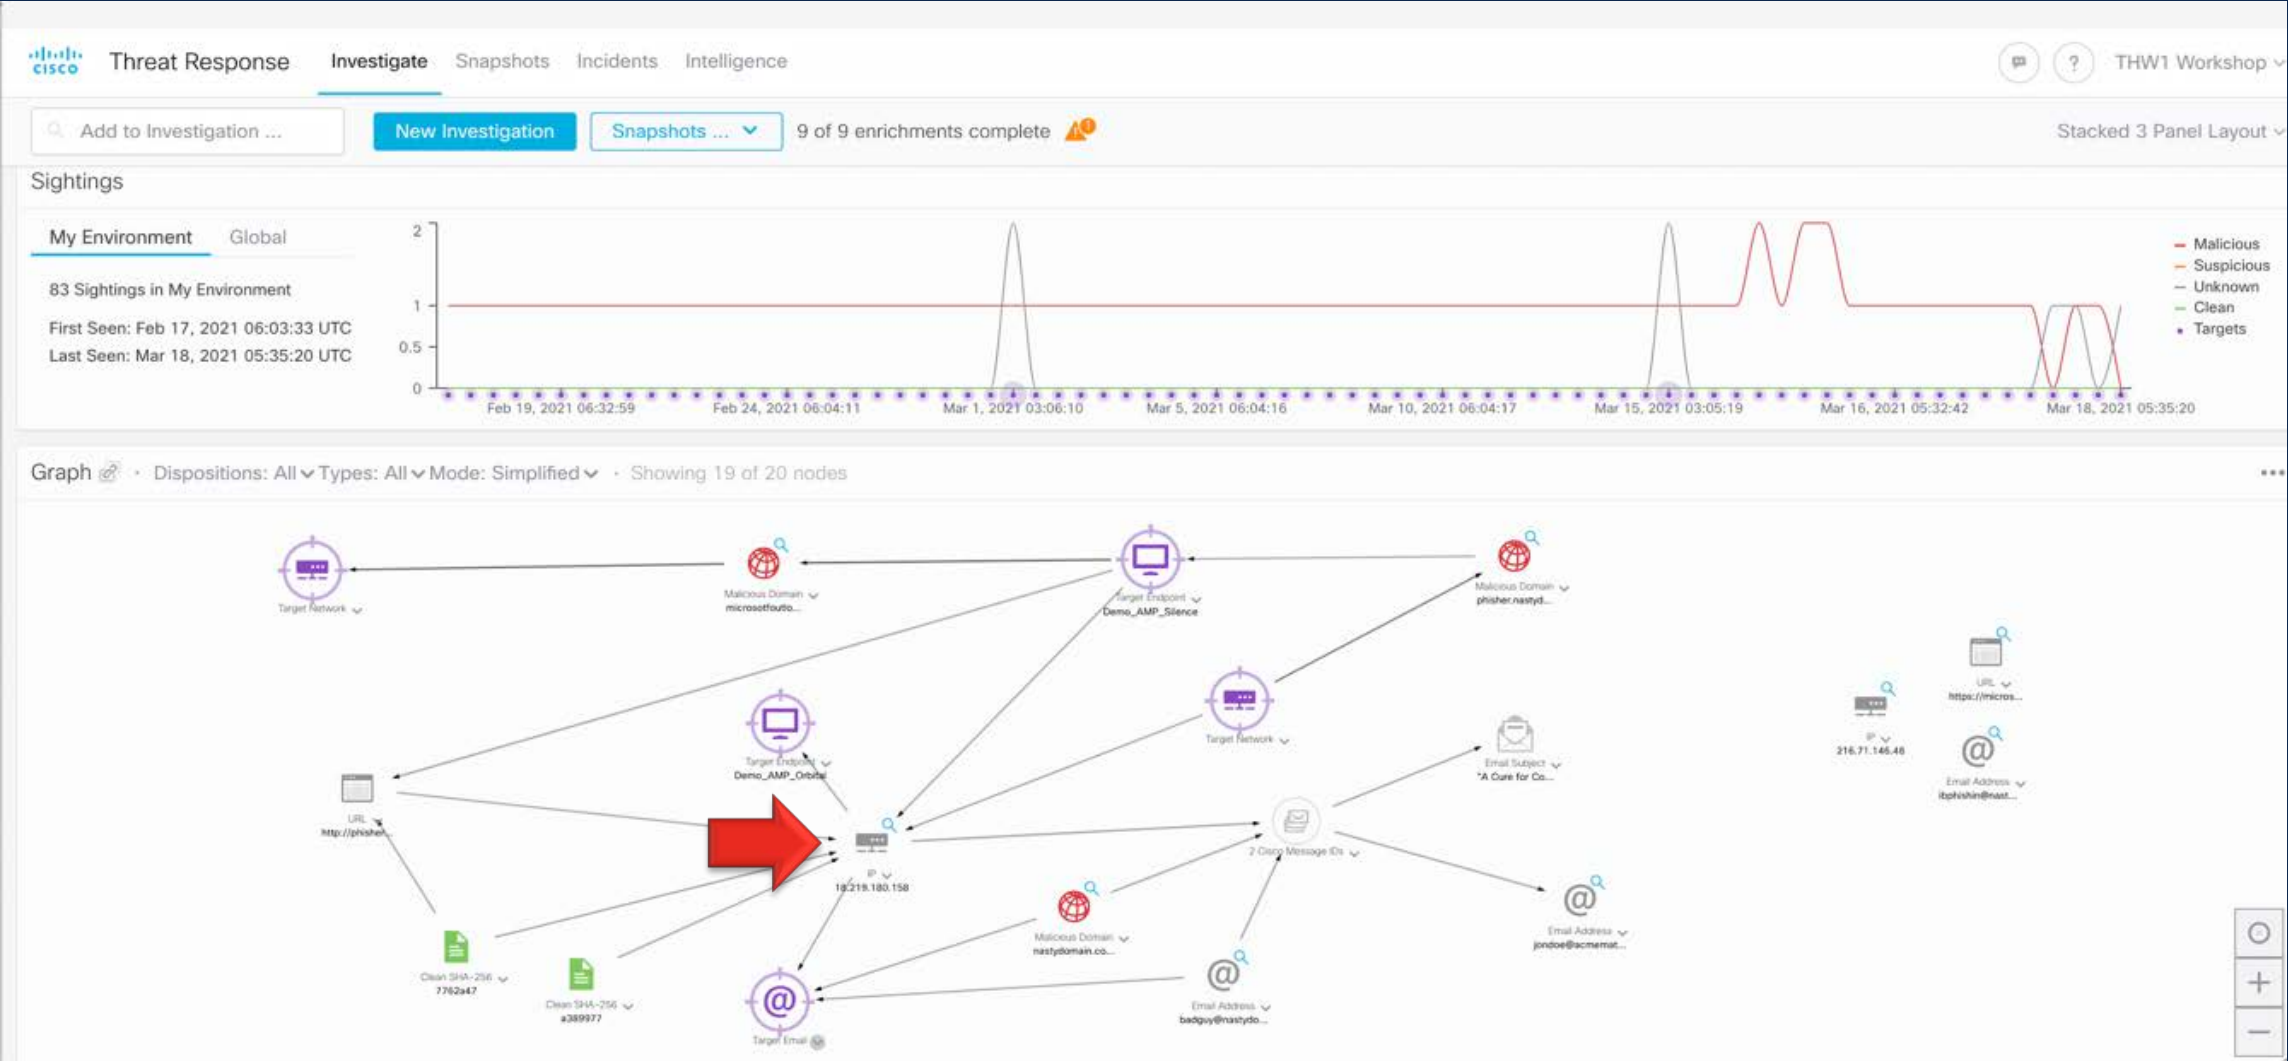 cisco
Threat Response
Investigate
Snapshots
Incidents
Intelligence
?
THW1 Workshop
Add to Investigation ...
New Investigation
Snapshots ...
9 of 9 enrichments complete
Stacked 3 Panel Layout
Sightings
My Environment
Global
83 Sightings in My Environment
First Seen: Feb 17, 2021 06:03:33 UTC
Last Seen: Mar 18, 2021 05:35:20 UTC
2
1
0.5
0
Feb 19, 2021 06:32:59
Feb 24, 2021 06:04:11
Mar 1, 2021 03:06:10
Mar 5, 2021 06:04:16
Mar 10, 2021 06:04:17
Mar 15, 2021 03:05:19
Mar 16, 2021 05:32:42
Mar 18, 2021 05:35:20
Malicious
Suspicious
Unknown
Clean
Targets
Graph · Dispositions: All Types: All Mode: Simplified · Showing 19 of 20 nodes
Target Network
Malicious Domain
microsotfoutlo...
Target Endpoint
Demo_AMP_Silence
Malicious Domain
phisher.nastyd...
URL
https://micros...
IP
216.71.146.48
@
Email Address
ibphishin@nast...
Target Endpoint
Demo_AMP_Orbital
Target Network
Email Subject
"A Cure for Co...
URL
http://phisher...
IP
18.219.180.158
2 Cisco Message IDs
@
Email Address
jondoe@acmemat...
Malicious Domain
nastydomain.co...
Clean SHA-256
7762a47
Clean SHA-256
a389977
@
Target Email
@
Email Address
badguy@nastydo...